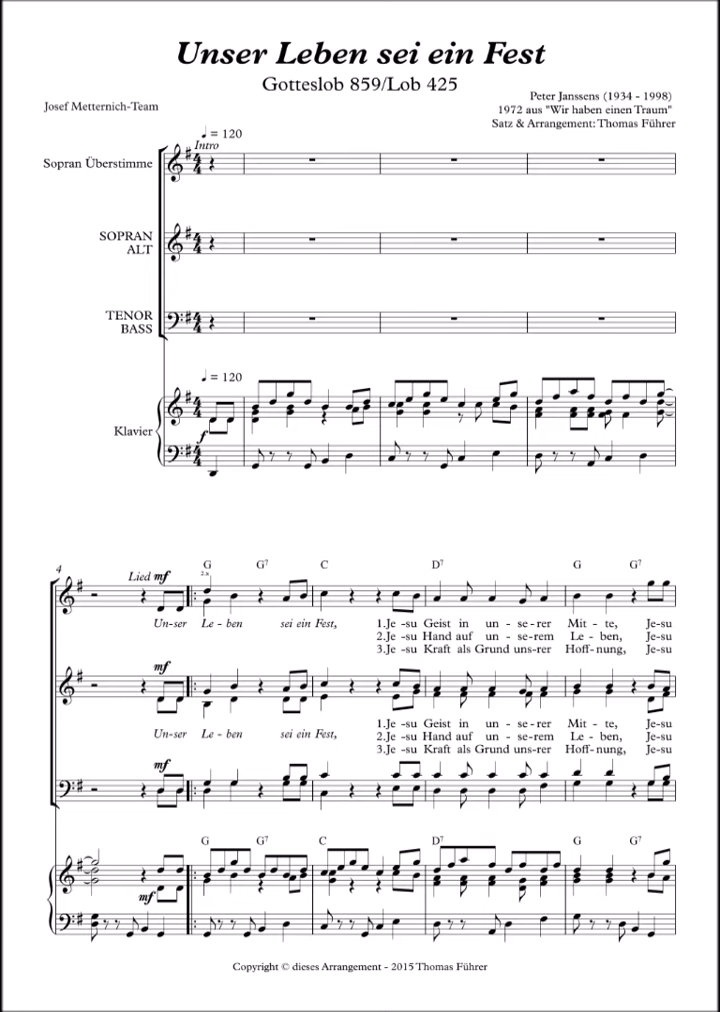 Unser Leben sei ein Fest
Gotteslob 859/Lob 425
Josef Metternich-Team
Peter Janssens (1934 - 1998)
1972 aus "Wir haben einen Traum"
Satz & Arrangement: Thomas Führer
♩ = 120
Intro
Sopran Überstimme
SOPRAN
ALT
TENOR
BASS
♩ = 120
Klavier
f
4
Lied mf
G G7 C D7 G G7
2.x
Un-ser Le - ben sei ein Fest, 1.Je -su Geist in un - se - rer Mit - te, Je-su
2.Je -su Hand auf un - se-rem Le - ben, Je-su
3.Je -su Kraft als Grund uns-rer Hoff - nung, Je-su
mf
1.Je -su Geist in un - se - rer Mit - te, Je-su
Un-ser Le - ben sei ein Fest, 2.Je -su Hand auf un - se-rem Le - ben, Je-su
3.Je -su Kraft als Grund uns-rer Hoff - nung, Je-su
mf
G G7 C D7 G G7
mf
Copyright © dieses Arrangement - 2015 Thomas Führer